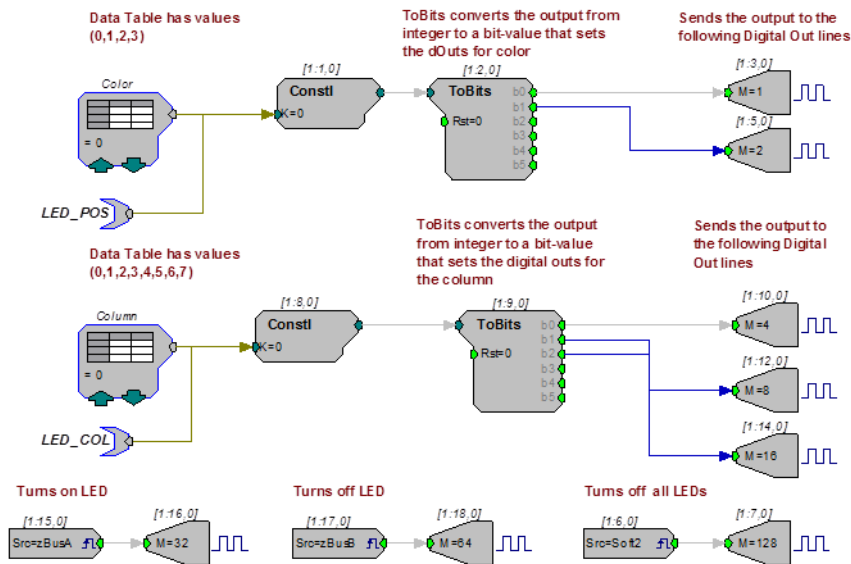 Data Table has values
(0,1,2,3)
ToBits converts the output from
integer to a bit-value that sets
the dOuts for color
Sends the output to the
following Digital Out lines
Color
= 0
[1:1,0]
ConstI
K=0
[1:2,0]
ToBits
Rst=0
b0
b1
b2
b3
b4
b5
[1:3,0]
M=1
[1:5,0]
M=2
LED_POS
Data Table has values
(0,1,2,3,4,5,6,7)
ToBits converts the output
from integer to a bit-value
that sets the digital outs for
the column
Sends the output to
the following Digital
Out lines
Column
= 0
[1:8,0]
ConstI
K=0
[1:9,0]
ToBits
Rst=0
b0
b1
b2
b3
b4
b5
[1:10,0]
M=4
[1:12,0]
M=8
[1:14,0]
M=16
LED_COL
Turns on LED
[1:15,0]
Src=zBusA
[1:16,0]
M=32
Turns off LED
[1:17,0]
Src=zBusB
[1:18,0]
M=64
Turns off all LEDs
[1:6,0]
Src=Soft2
[1:7,0]
M=128